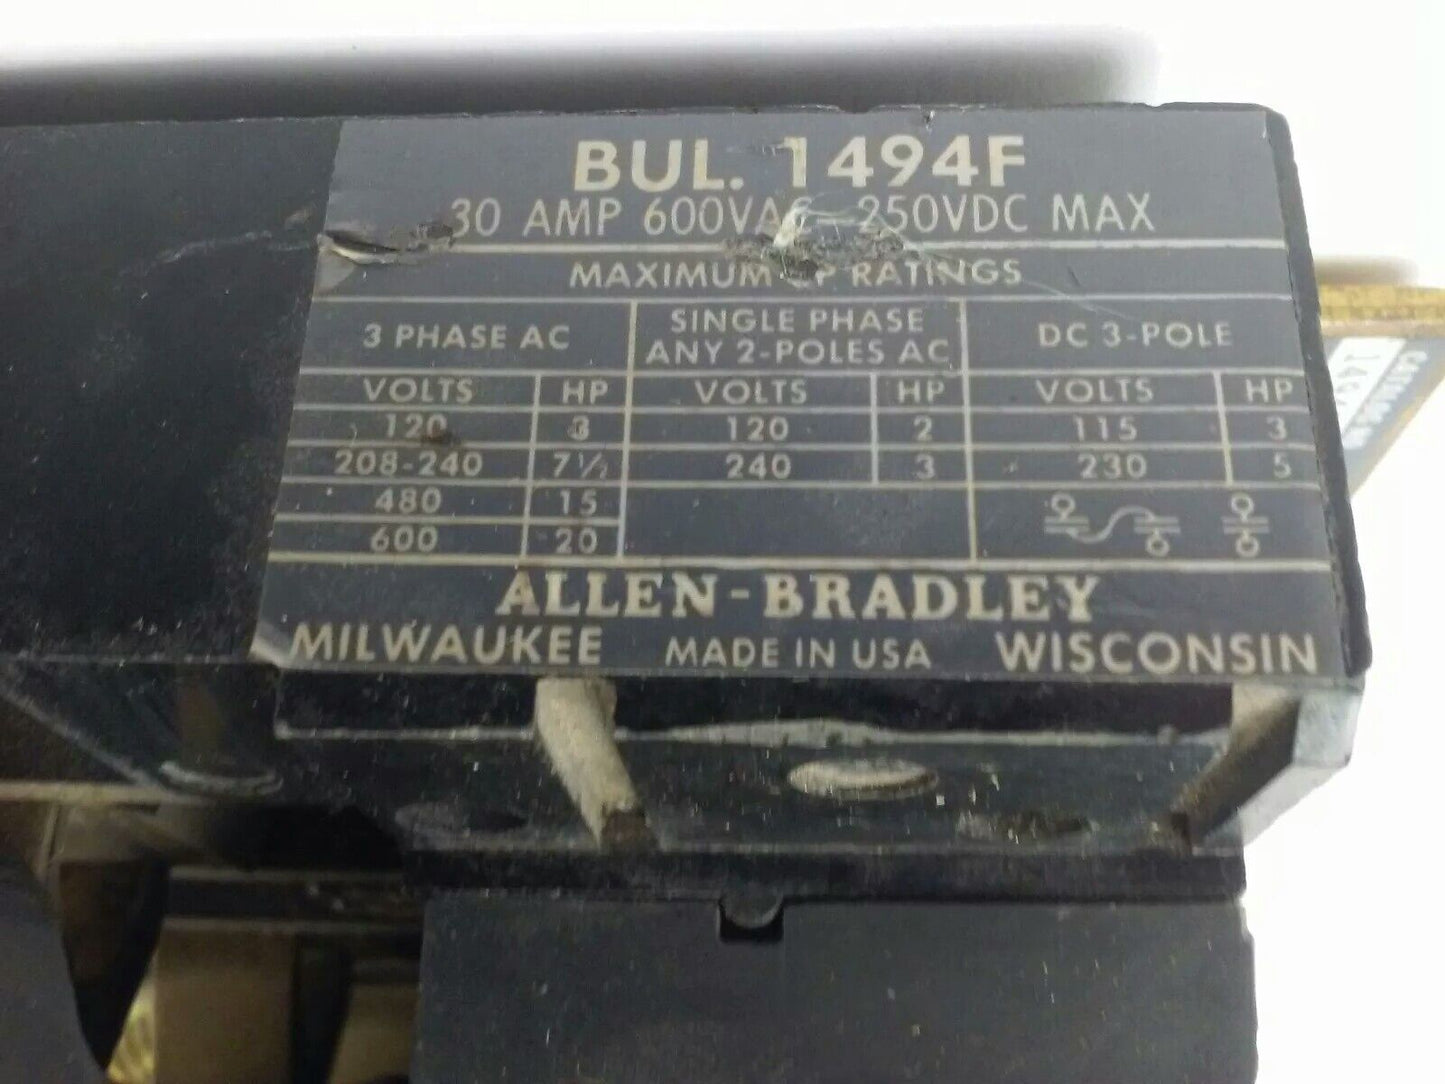 BUL. 1494F
30 AMP 600VAC-250VDC MAX
MAXIMUM HP RATINGS
3 PHASE AC SINGLE PHASE ANY 2-POLES AC DC 3-POLE
VOLTS HP VOLTS HP VOLTS HP
120 3 120 2 115 3
208-240 7½ 240 3 230 5
480 15
600 20
ALLEN-BRADLEY
MILWAUKEE MADE IN USA WISCONSIN